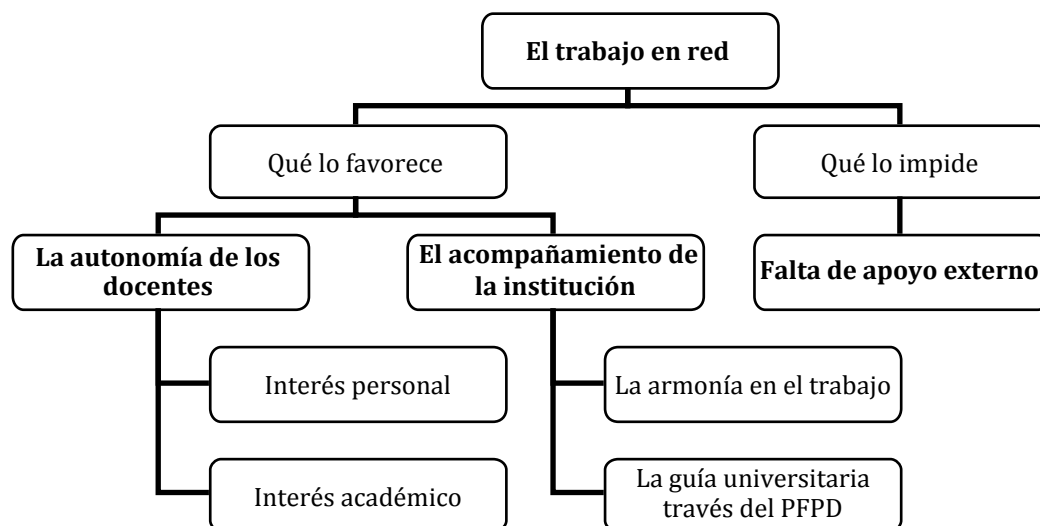 El trabajo en red
Qué lo favorece
Qué lo impide
La autonomía de los
docentes
El acompañamiento de
la institución
Falta de apoyo externo
Interés personal
La armonía en el trabajo
Interés académico
La guía universitaria
través del PFPD